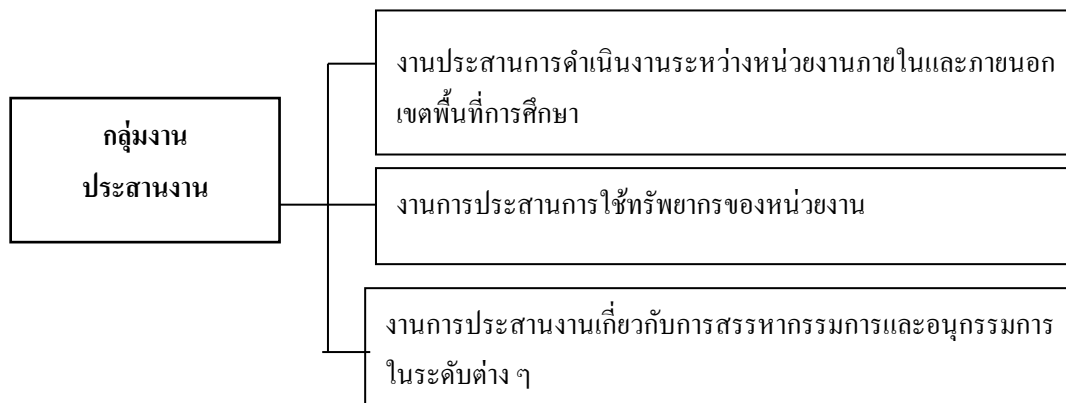 กลุ่มงาน
ประสานงาน
งานประสานการดำเนินงานระหว่างหน่วยงานภายในและภายนอก
เขตพื้นที่การศึกษา
งานการประสานการใช้ทรัพยากรของหน่วยงาน
งานการประสานงานเกี่ยวกับการสรรหากรรมการและอนุกรรมการ
ในระดับต่าง ๆ